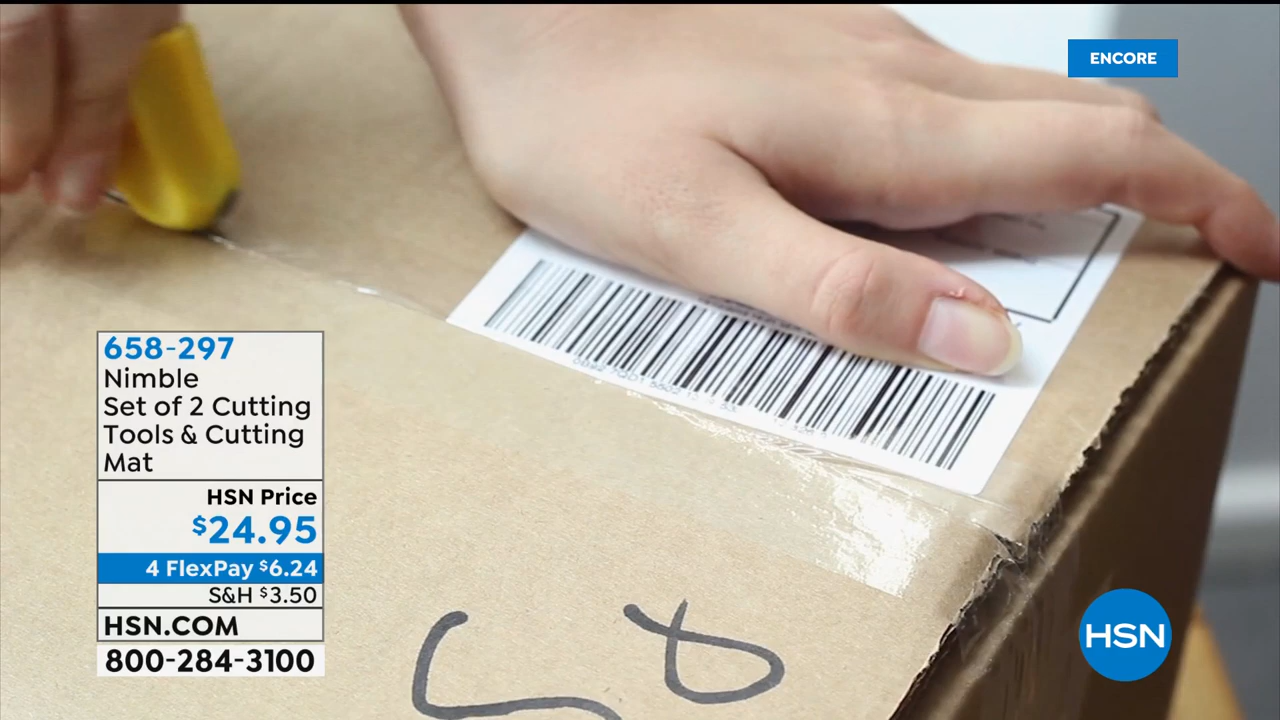 ENCORE
658-297
Nimble
Set of 2 Cutting
Tools & Cutting
Mat
HSN Price
$24.95
4 FlexPay $6.24
S&H $3.50
HSN.COM
800-284-3100
HSN